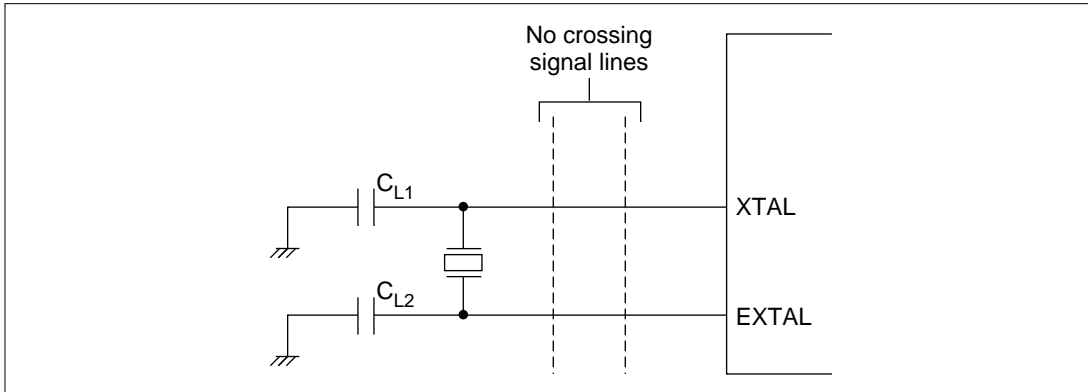 No crossing
signal lines
CL1
XTAL
CL2
EXTAL